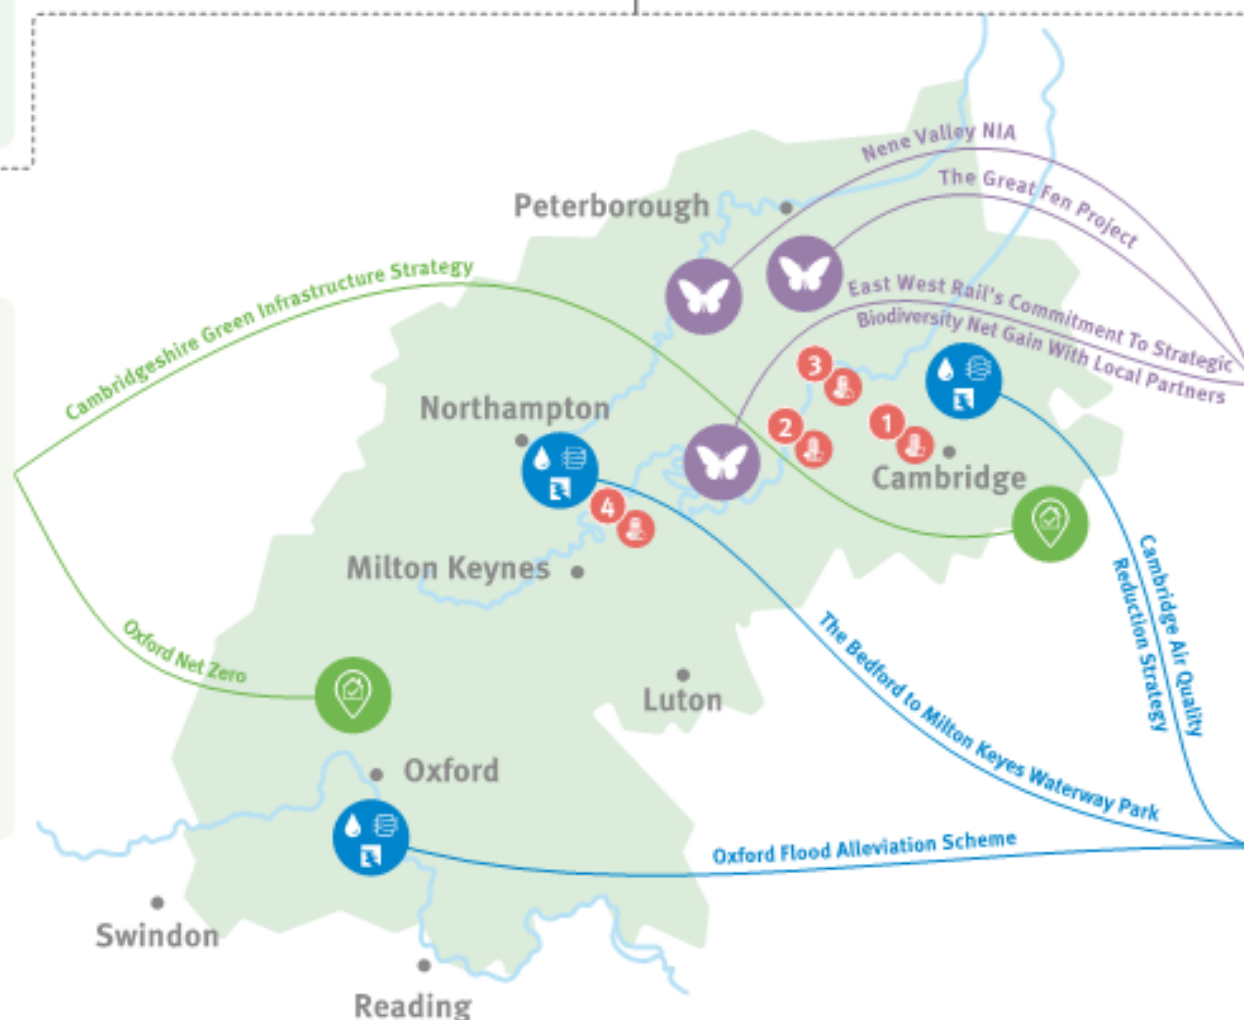 Nene Valley NIA
The Great Fen Project
Peterborough
Cambridgeshire Green Infrastructure Strategy
East West Rail's Commitment To Strategic
Biodiversity Net Gain With Local Partners
3
Northampton
2
1
Cambridge
4
Milton Keynes
Cambridge Air Quality
Reduction Strategy
Oxford Net Zero
The Bedford to Milton Keyes Waterway Park
Luton
Oxford
Oxford Flood Alleviation Scheme
Swindon
Reading